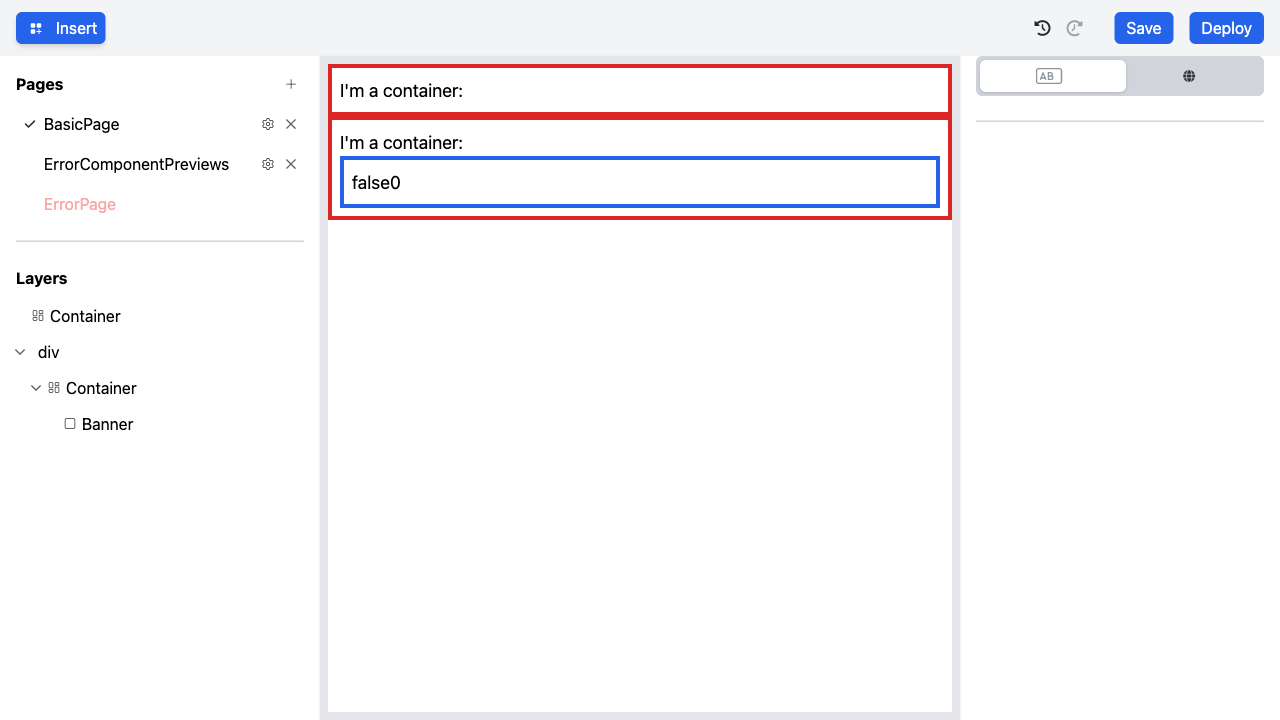 Insert
Save
Deploy
Pages
BasicPage
ErrorComponentPreviews
ErrorPage
Layers
Container
div
Container
Banner
I'm a container:
I'm a container:
false0
AB